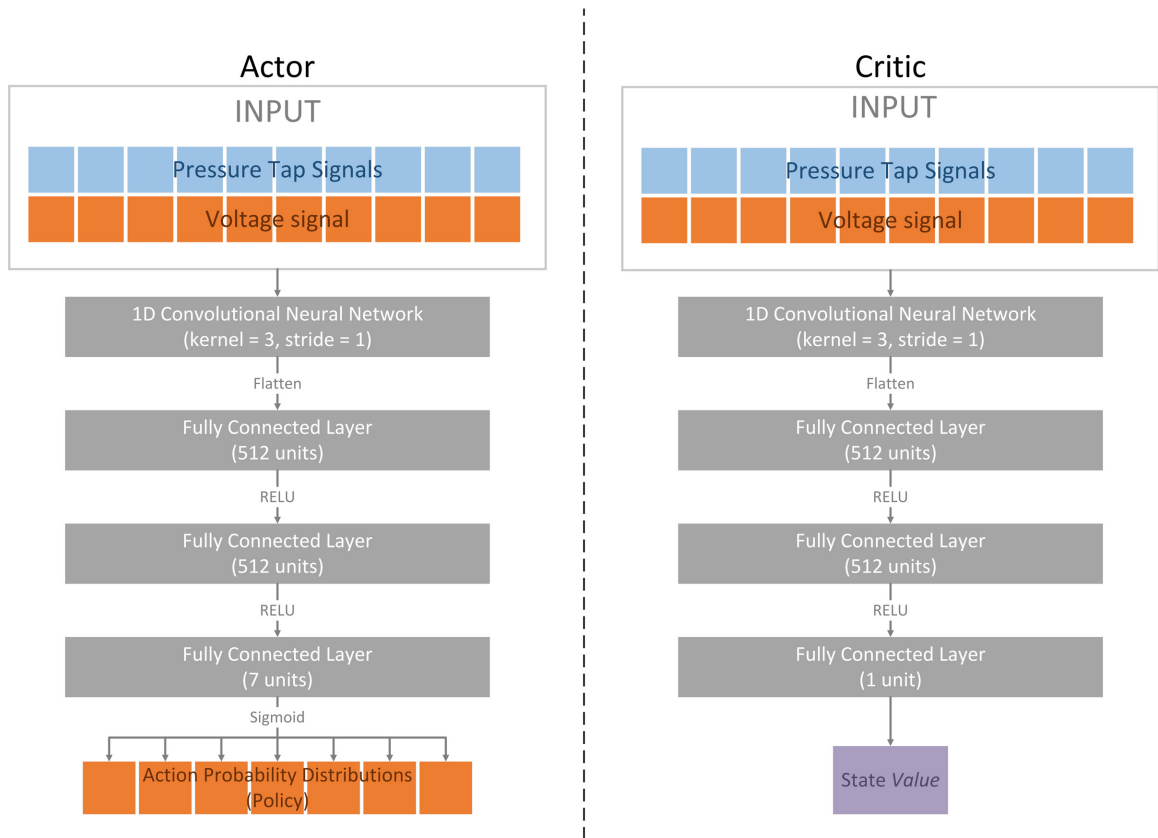 Actor
INPUT
Pressure Tap Signals
Voltage signal
1D Convolutional Neural Network
(kernel = 3, stride = 1)
Flatten
Fully Connected Layer
(512 units)
RELU
Fully Connected Layer
(512 units)
RELU
Fully Connected Layer
(7 units)
Sigmoid
Action Probability Distributions
(Policy)
Critic
INPUT
Pressure Tap Signals
Voltage signal
1D Convolutional Neural Network
(kernel = 3, stride = 1)
Flatten
Fully Connected Layer
(512 units)
RELU
Fully Connected Layer
(512 units)
RELU
Fully Connected Layer
(1 unit)
State Value